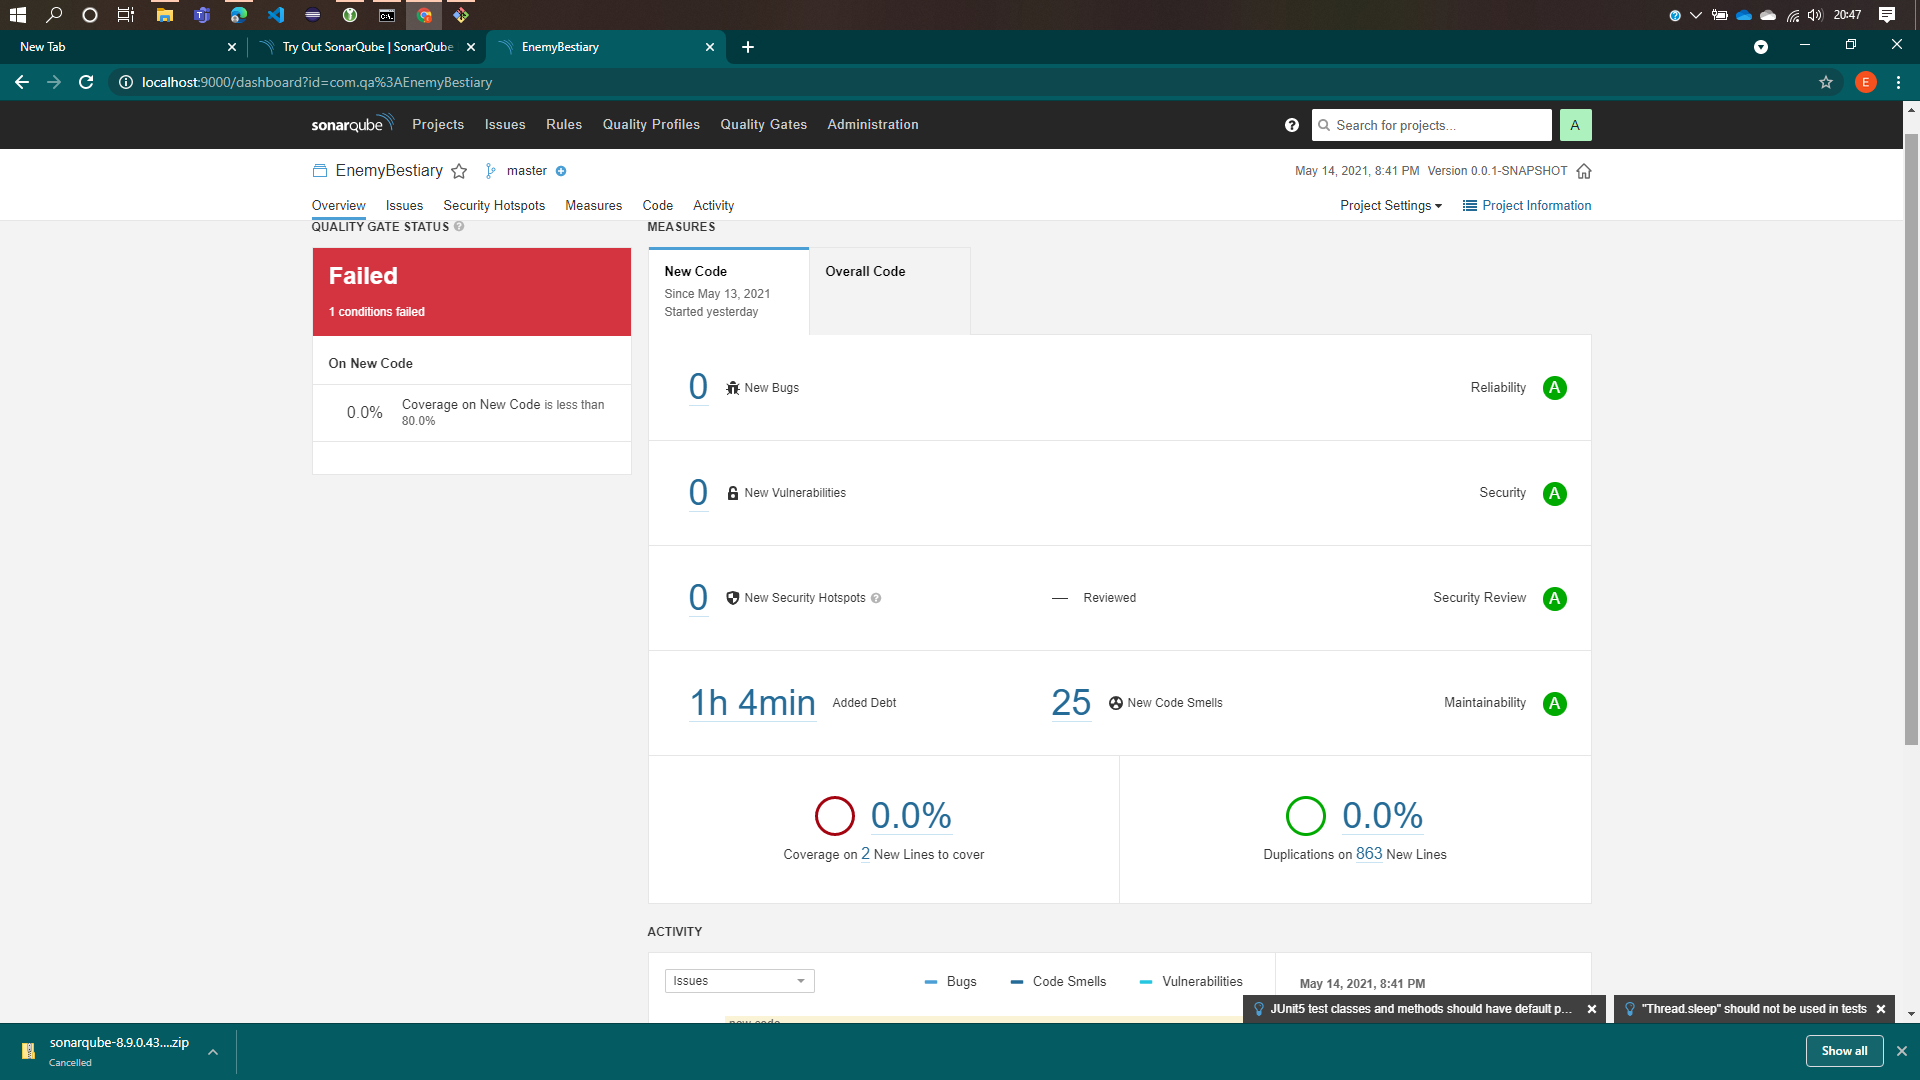 20:47
New Tab
Try Out SonarQube | SonarQube
EnemyBestiary
localhost:9000/dashboard?id=com.qa%3AEnemyBestiary
E
sonarqube
Projects
Issues
Rules
Quality Profiles
Quality Gates
Administration
Search for projects...
A
EnemyBestiary
master
May 14, 2021, 8:41 PM Version 0.0.1-SNAPSHOT
Overview
Issues
Security Hotspots
Measures
Code
Activity
Project Settings
Project Information
QUALITY GATE STATUS
Failed
1 conditions failed
On New Code
0.0%
Coverage on New Code is less than
80.0%
MEASURES
New Code
Since May 13, 2021
Started yesterday
Overall Code
0 New Bugs
Reliability A
0 New Vulnerabilities
Security A
0 New Security Hotspots
Reviewed
Security Review A
1h 4min Added Debt
25 New Code Smells
Maintainability A
0.0%
Coverage on 2 New Lines to cover
0.0%
Duplications on 863 New Lines
ACTIVITY
Issues
Bugs
Code Smells
Vulnerabilities
May 14, 2021, 8:41 PM
new code
JUnit5 test classes and methods should have default p...
"Thread.sleep" should not be used in tests
sonarqube-8.9.0.43....zip
Cancelled
Show all